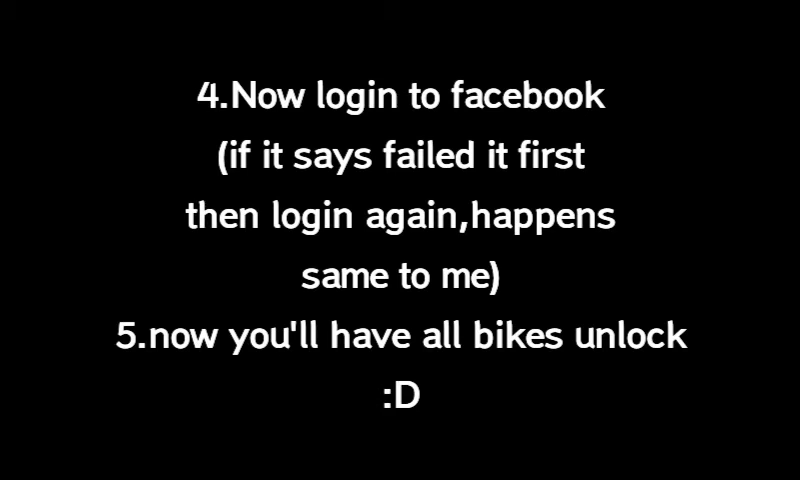 4.Now login to facebook
(if it says failed it first
then login again,happens
same to me)
5.now you'll have all bikes unlock
:D